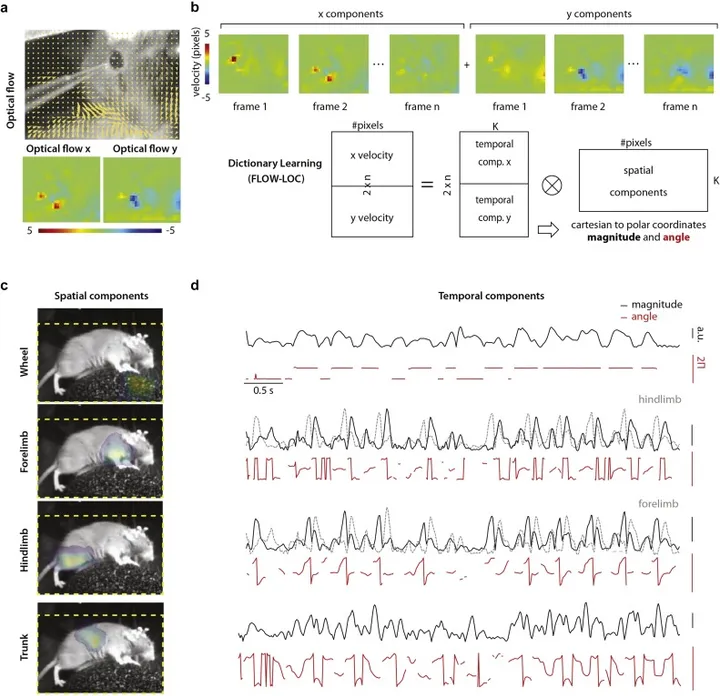 a
Optical flow
Optical flow x
Optical flow y
5
-5
b
x components
y components
velocity (pixels)
5
-5
...
+
...
frame 1
frame 2
frame n
frame 1
frame 2
frame n
Dictionary Learning
(FLOW-LOC)
#pixels
x velocity
2 x n
y velocity
=
K
2 x n
temporal
comp. x
temporal
comp. y
#pixels
spatial
components
K
cartesian to polar coordinates
magnitude and angle
c
Spatial components
Wheel
Forelimb
Hindlimb
Trunk
d
Temporal components
magnitude
angle
a.u.
2Π
0.5 s
hindlimb
forelimb